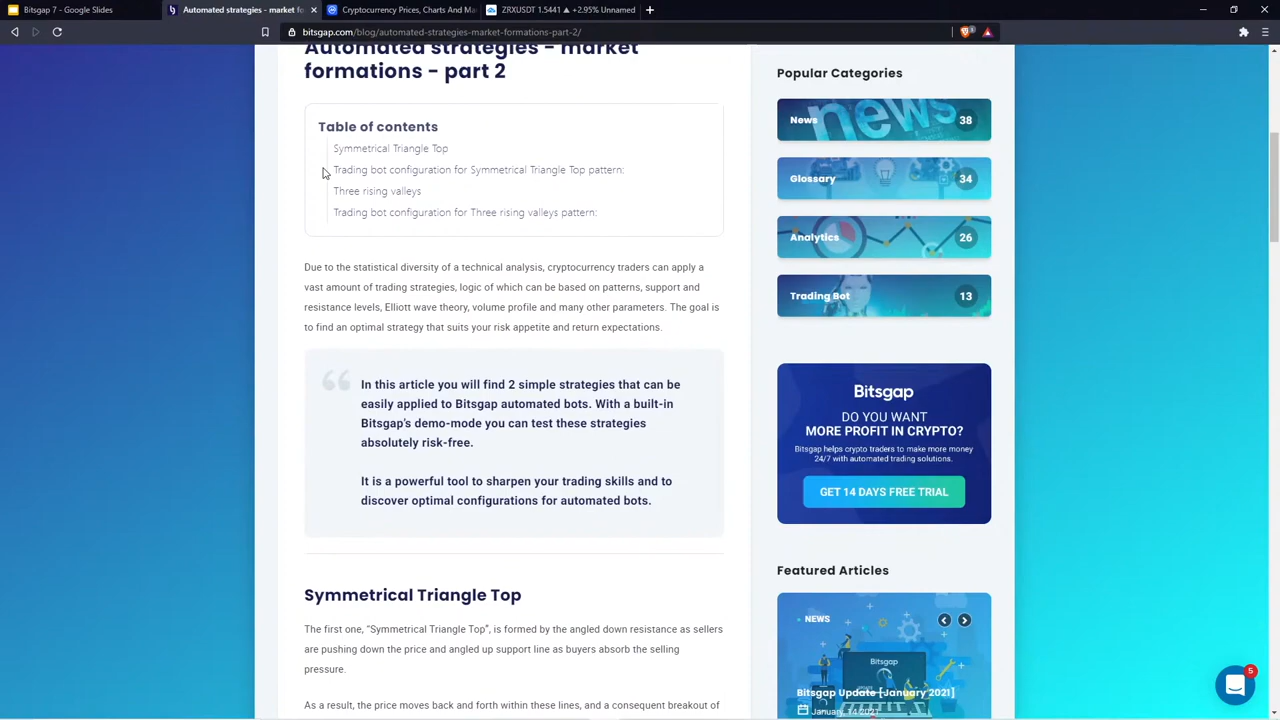 Bitsgap 7 - Google Slides
Automated strategies - market fo
Cryptocurrency Prices, Charts And Ma
ZRXUSDT 1.5441 ▲ +2.95% Unnamed
bitsgap.com/blog/automated-strategies-market-formations-part-2/
Automated strategies - market
formations - part 2
Table of contents
Symmetrical Triangle Top
Trading bot configuration for Symmetrical Triangle Top pattern:
Three rising valleys
Trading bot configuration for Three rising valleys pattern:
Due to the statistical diversity of a technical analysis, cryptocurrency traders can apply a
vast amount of trading strategies, logic of which can be based on patterns, support and
resistance levels, Elliott wave theory, volume profile and many other parameters. The goal is
to find an optimal strategy that suits your risk appetite and return expectations.
In this article you will find 2 simple strategies that can be
easily applied to Bitsgap automated bots. With a built-in
Bitsgap's demo-mode you can test these strategies
absolutely risk-free.
It is a powerful tool to sharpen your trading skills and to
discover optimal configurations for automated bots.
Symmetrical Triangle Top
The first one, “Symmetrical Triangle Top”, is formed by the angled down resistance as sellers
are pushing down the price and angled up support line as buyers absorb the selling
pressure.
As a result, the price moves back and forth within these lines, and a consequent breakout of
Popular Categories
news
News 38
Glossary 34
Analytics 26
Trading Bot 13
Bitsgap
DO YOU WANT
MORE PROFIT IN CRYPTO?
Bitsgap helps crypto traders to make more money
24/7 with automated trading solutions.
GET 14 DAYS FREE TRIAL
Featured Articles
NEWS
Bitsgap
Bitsgap Update [January 2021]
January, 14 2021
5